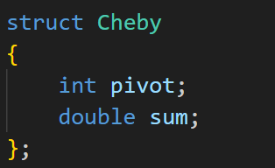 struct Cheby
{
    int pivot;
    double sum;
};